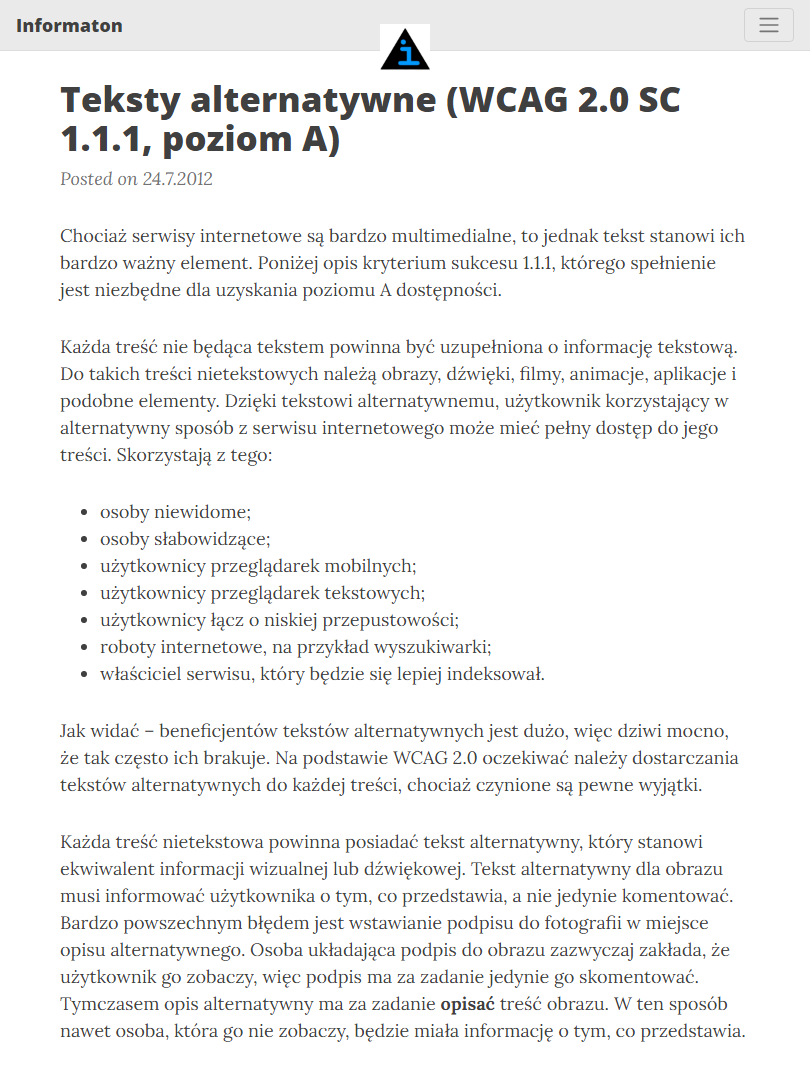 Informaton
i
Teksty alternatywne (WCAG 2.0 SC
1.1.1, poziom A)
Posted on 24.7.2012
Chociaż serwisy internetowe są bardzo multimedialne, to jednak tekst stanowi ich
bardzo ważny element. Poniżej opis kryterium sukcesu 1.1.1, którego spełnienie
jest niezbędne dla uzyskania poziomu A dostępności.
Każda treść nie będąca tekstem powinna być uzupełniona o informację tekstową.
Do takich treści nietekstowych należą obrazy, dźwięki, filmy, animacje, aplikacje i
podobne elementy. Dzięki tekstowi alternatywnemu, użytkownik korzystający w
alternatywny sposób z serwisu internetowego może mieć pełny dostęp do jego
treści. Skorzystają z tego:
• osoby niewidome;
• osoby słabowidzące;
• użytkownicy przeglądarek mobilnych;
• użytkownicy przeglądarek tekstowych;
• użytkownicy łącz o niskiej przepustowości;
• roboty internetowe, na przykład wyszukiwarki;
• właściciel serwisu, który będzie się lepiej indeksował.
Jak widać – beneficjentów tekstów alternatywnych jest dużo, więc dziwi mocno,
że tak często ich brakuje. Na podstawie WCAG 2.0 oczekiwać należy dostarczania
tekstów alternatywnych do każdej treści, chociaż czynione są pewne wyjątki.
Każda treść nietekstowa powinna posiadać tekst alternatywny, który stanowi
ekwiwalent informacji wizualnej lub dźwiękowej. Tekst alternatywny dla obrazu
musi informować użytkownika o tym, co przedstawia, a nie jedynie komentować.
Bardzo powszechnym błędem jest wstawianie podpisu do fotografii w miejsce
opisu alternatywnego. Osoba układająca podpis do obrazu zazwyczaj zakłada, że
użytkownik go zobaczy, więc podpis ma za zadanie jedynie go skomentować.
Tymczasem opis alternatywny ma za zadanie opisać treść obrazu. W ten sposób
nawet osoba, która go nie zobaczy, będzie miała informację o tym, co przedstawia.